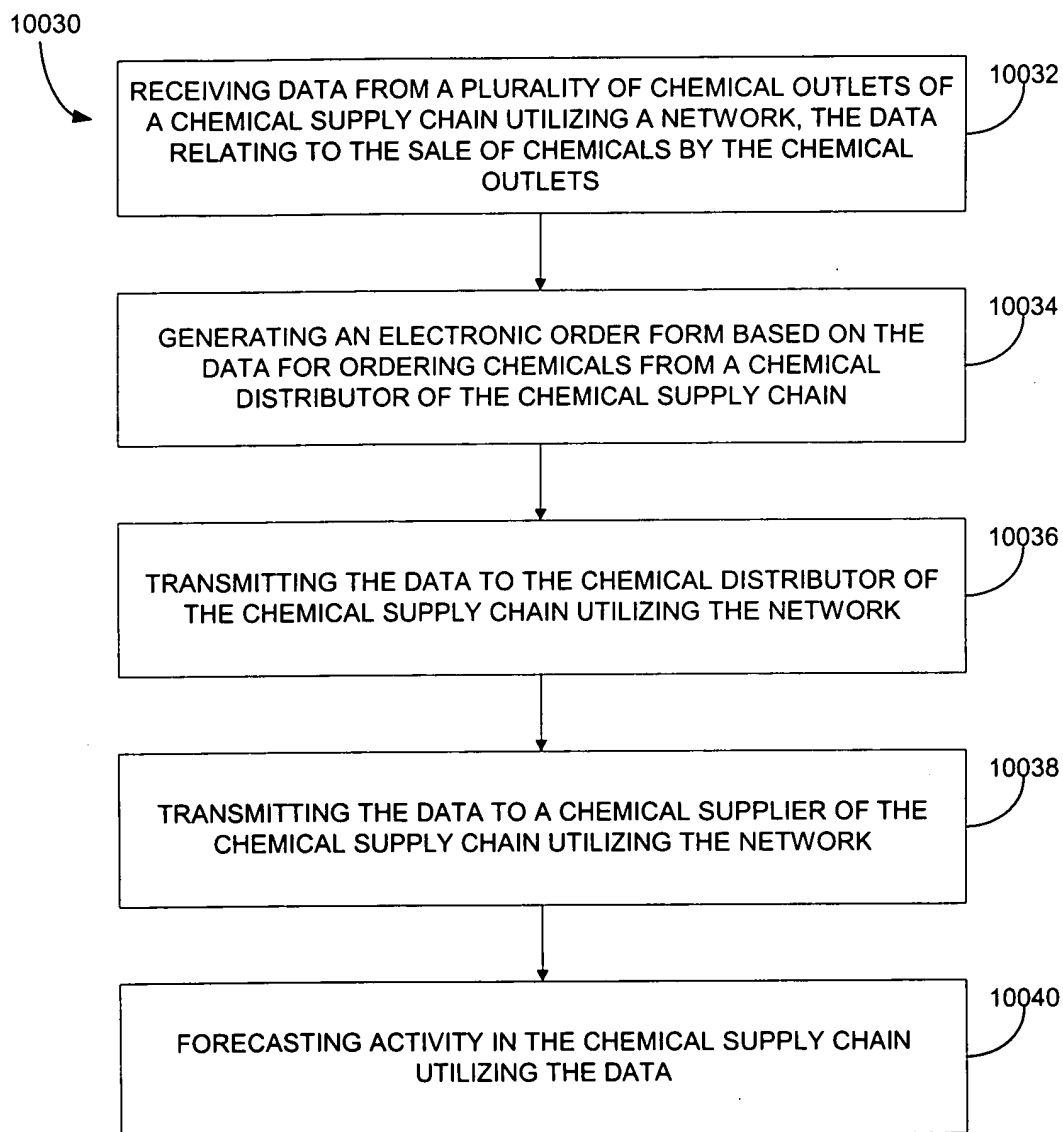 10030
10032
RECEIVING DATA FROM A PLURALITY OF CHEMICAL OUTLETS OF
A CHEMICAL SUPPLY CHAIN UTILIZING A NETWORK, THE DATA
RELATING TO THE SALE OF CHEMICALS BY THE CHEMICAL
OUTLETS
10034
GENERATING AN ELECTRONIC ORDER FORM BASED ON THE
DATA FOR ORDERING CHEMICALS FROM A CHEMICAL
DISTRIBUTOR OF THE CHEMICAL SUPPLY CHAIN
10036
TRANSMITTING THE DATA TO THE CHEMICAL DISTRIBUTOR OF
THE CHEMICAL SUPPLY CHAIN UTILIZING THE NETWORK
10038
TRANSMITTING THE DATA TO A CHEMICAL SUPPLIER OF THE
CHEMICAL SUPPLY CHAIN UTILIZING THE NETWORK
10040
FORECASTING ACTIVITY IN THE CHEMICAL SUPPLY CHAIN
UTILIZING THE DATA